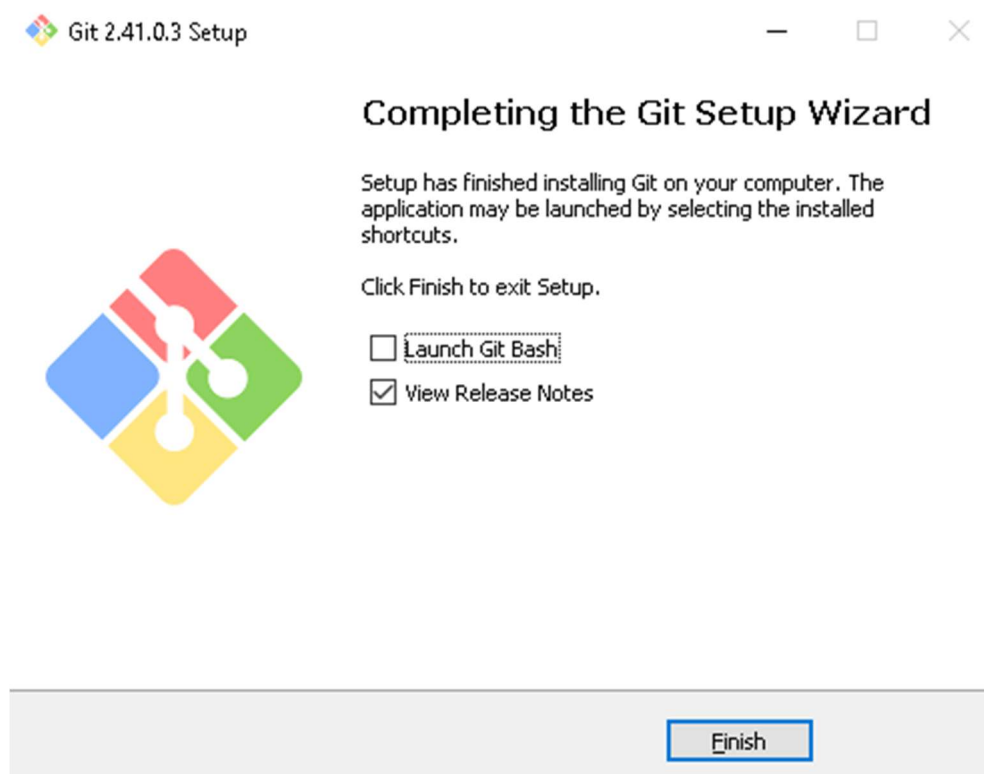 Git 2.41.0.3 Setup
Completing the Git Setup Wizard
Setup has finished installing Git on your computer. The
application may be launched by selecting the installed
shortcuts.
Click Finish to exit Setup.
Launch Git Bash
View Release Notes
Finish